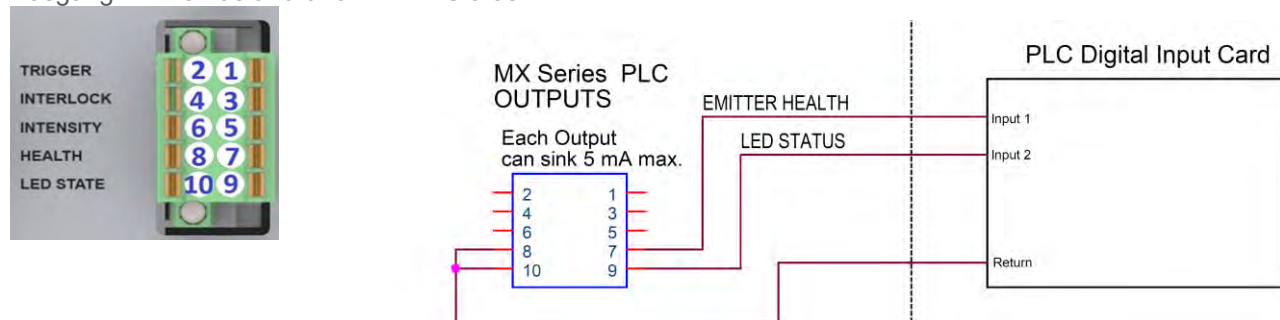 TRIGGER 2 1
INTERLOCK 4 3
INTENSITY 6 5
HEALTH 8 7
LED STATE 10 9
MX Series PLC
OUTPUTS
Each Output
can sink 5 mA max.
2 1
4 3
6 5
8 7
10 9
EMITTER HEALTH
LED STATUS
PLC Digital Input Card
Input 1
Input 2
Return